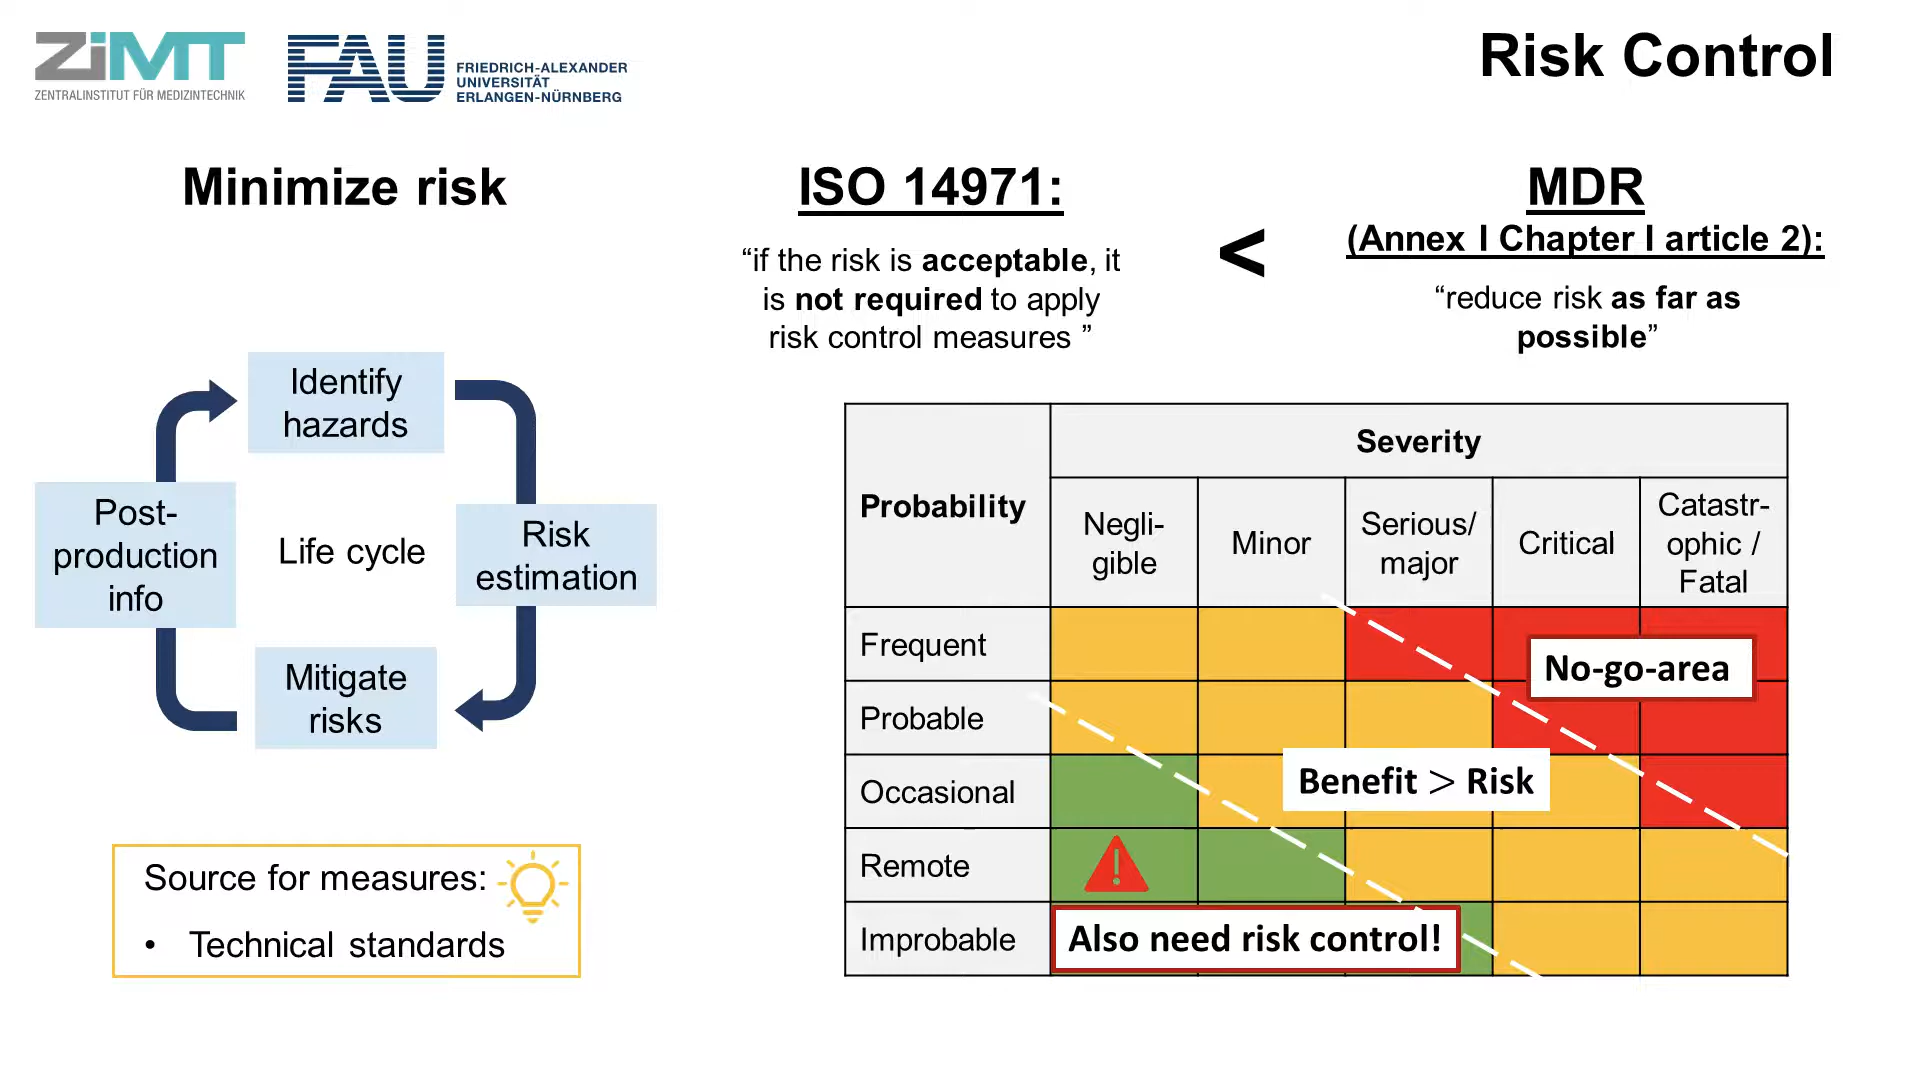 ZiMT
ZENTRALINSTITUT FÜR MEDIZINTECHNIK
FAU
FRIEDRICH-ALEXANDER
UNIVERSITÄT
ERLANGEN-NÜRNBERG
Risk Control
Minimize risk
Identify
hazards
Post-
production
info
Life cycle
Risk
estimation
Mitigate
risks
Source for measures:
• Technical standards
ISO 14971:
“if the risk is acceptable, it
is not required to apply
risk control measures ”
<
MDR
(Annex I Chapter I article 2):
“reduce risk as far as
possible”
Probability
Severity
Negli-
gible
Minor
Serious/
major
Critical
Catastr-
ophic /
Fatal
Frequent
No-go-area
Probable
Benefit > Risk
Occasional
Remote
!
Improbable
Also need risk control!